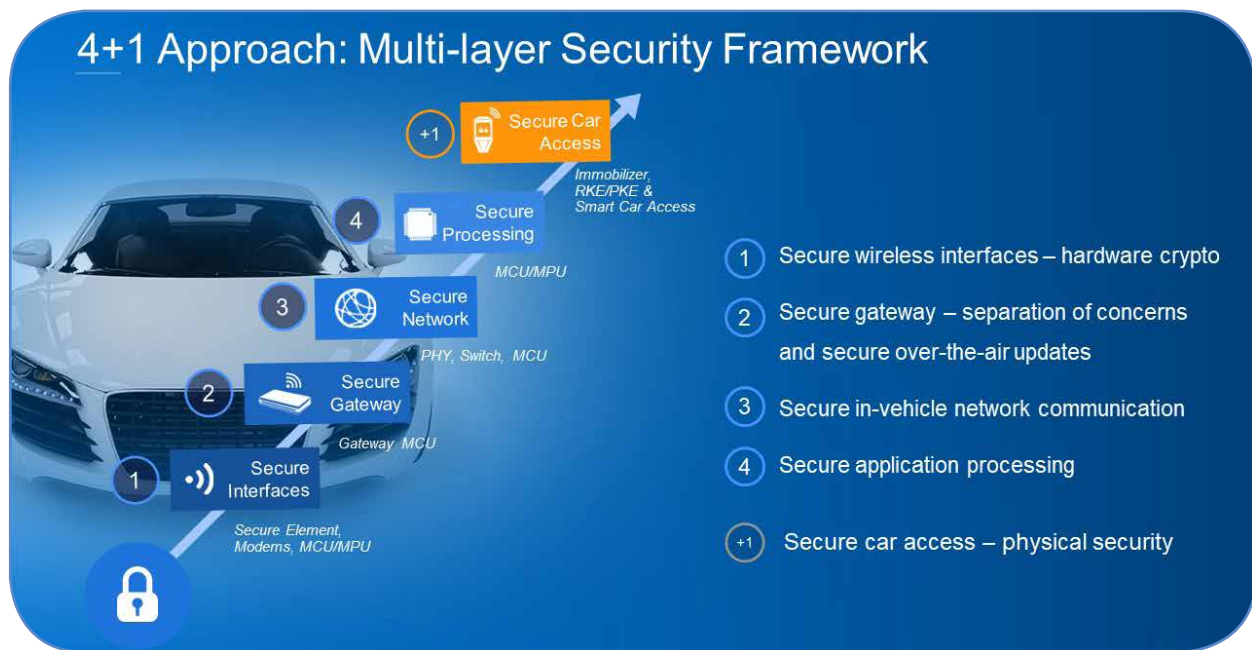 4+1 Approach: Multi-layer Security Framework
+1
Secure Car
Access
Immobilizer,
RKE/PKE &
Smart Car Access
4
Secure
Processing
MCU/MPU
3
Secure
Network
PHY, Switch, MCU
2
Secure
Gateway
Gateway MCU
1
Secure
Interfaces
Secure Element,
Modems, MCU/MPU
1 Secure wireless interfaces – hardware crypto
2 Secure gateway – separation of concerns
and secure over-the-air updates
3 Secure in-vehicle network communication
4 Secure application processing
+1 Secure car access – physical security